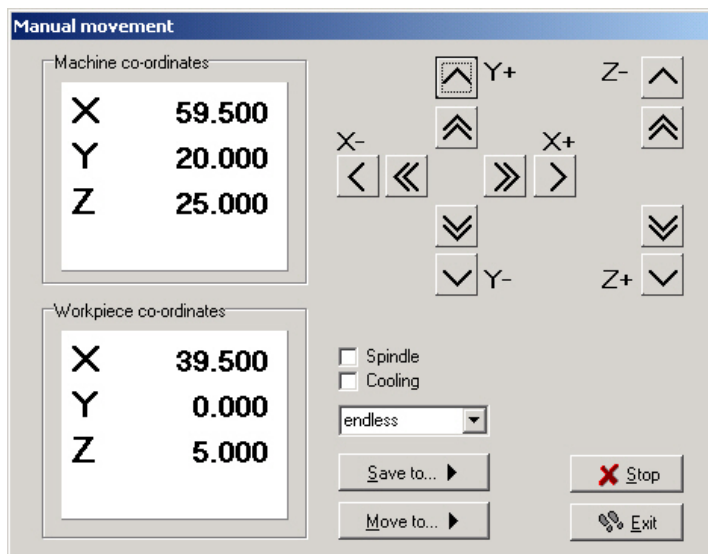 Manual movement
Machine co-ordinates
X 59.500
Y 20.000
Z 25.000
Y+
Z-
X-
X+
Y-
Z+
Workpiece co-ordinates
X 39.500
Y 0.000
Z 5.000
Spindle
Cooling
endless
Save to...
Stop
Move to...
Exit